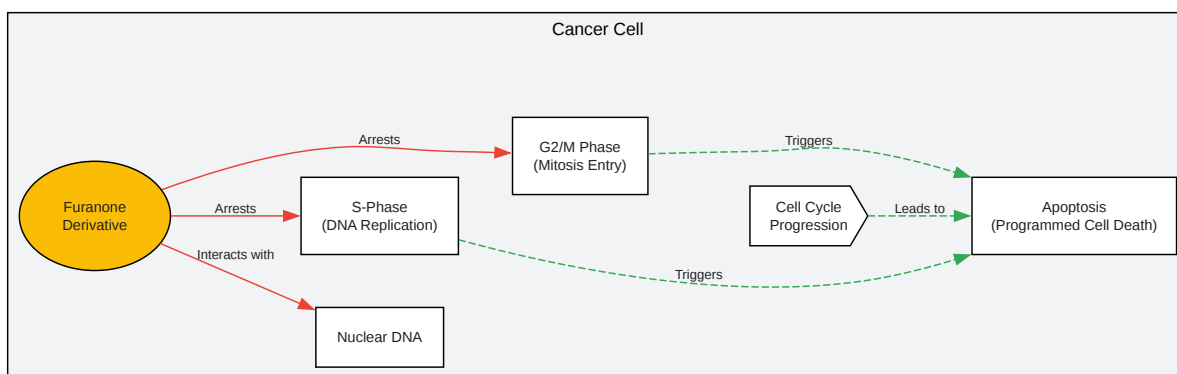 Cancer Cell
Arrests
G2/M Phase
(Mitosis Entry)
Triggers
Furanone
Derivative
Arrests
S-Phase
(DNA Replication)
Cell Cycle
Progression
Leads to
Apoptosis
(Programmed Cell Death)
Interacts with
Triggers
Nuclear DNA